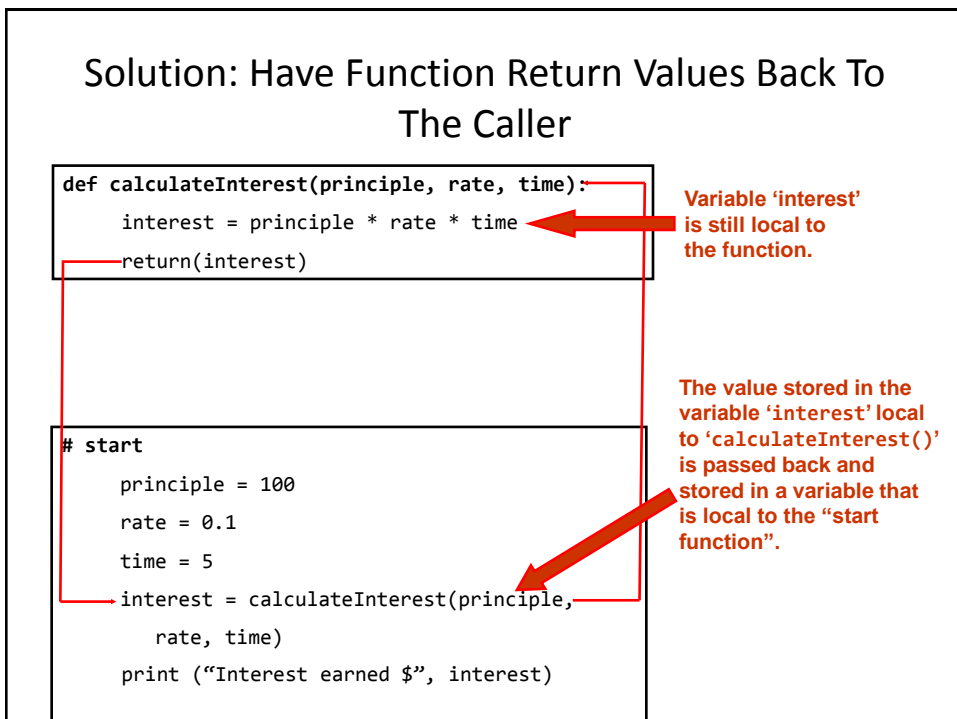 Solution: Have Function Return Values Back To
The Caller
def calculateInterest(principle, rate, time):
interest = principle * rate * time
return(interest)
Variable ‘interest’
is still local to
the function.
The value stored in the
variable ‘interest’ local
to ‘calculateInterest()’
is passed back and
stored in a variable that
is local to the “start
function”.
# start
principle = 100
rate = 0.1
time = 5
interest = calculateInterest(principle,
rate, time)
print (“Interest earned $”, interest)